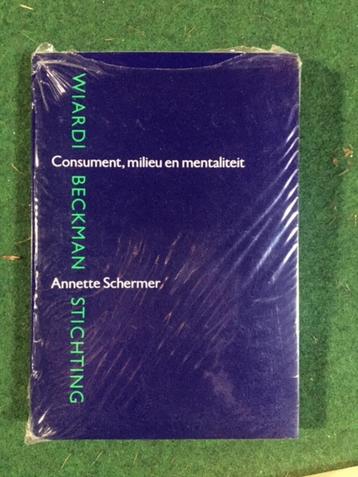 WIARDI BECKMAN STICHTING
Consument, milieu en mentaliteit
Annette Schermer